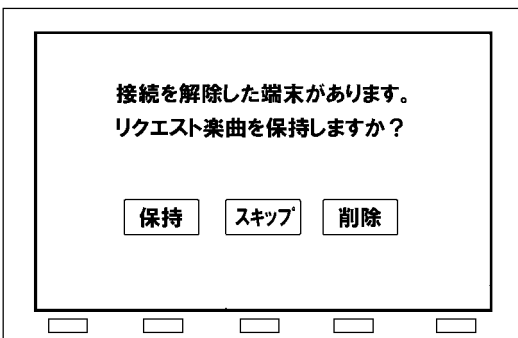 接続を解除した端末があります。
リクエスト楽曲を保持しますか？
保持 スキップ 削除